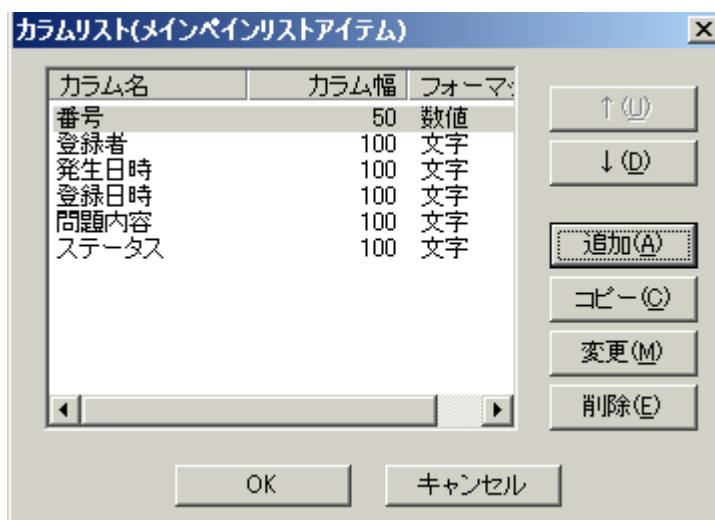 カラムリスト(メインペインリストアイテム)
カラム名 カラム幅 フォーマッ
番号 50 数値
登録者 100 文字
発生日時 100 文字
登録日時 100 文字
問題内容 100 文字
ステータス 100 文字
↑(U)
↓(D)
追加(A)
コピー(C)
変更(M)
削除(E)
OK キャンセル